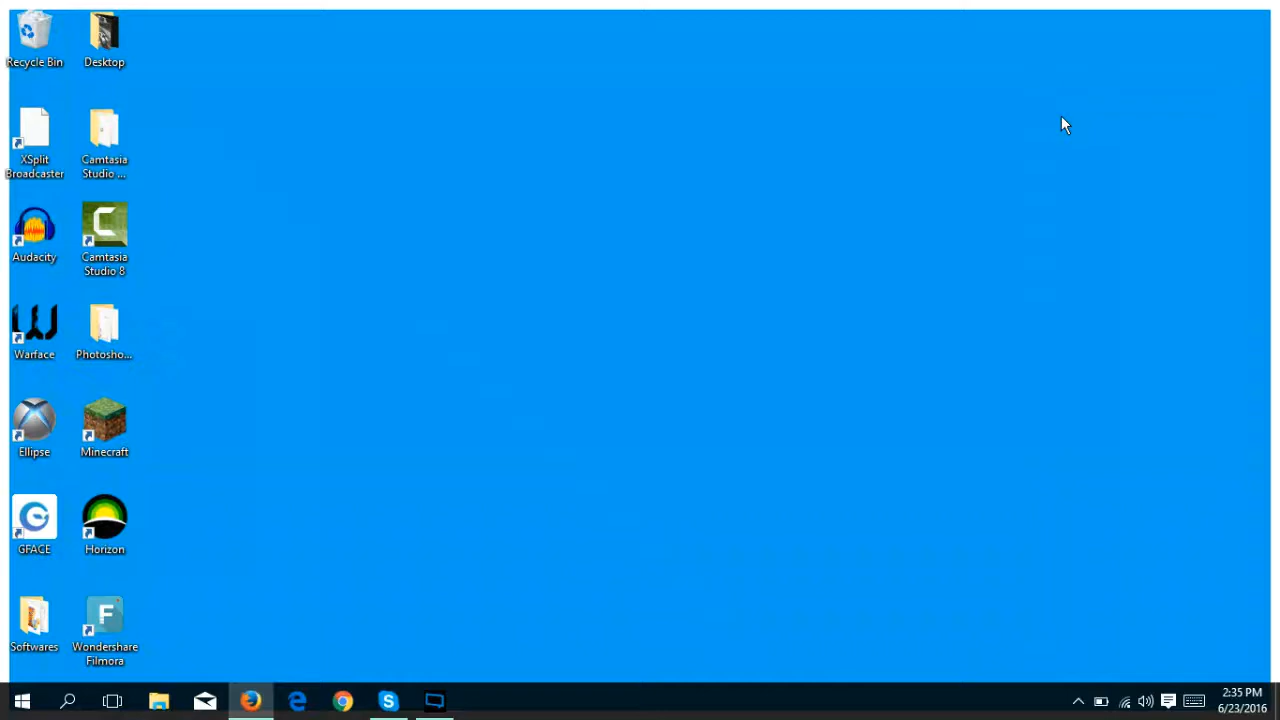 Recycle Bin
Desktop
XSplit
Broadcaster
Camtasia
Studio ...
Audacity
Camtasia
Studio 8
Warface
Photosho...
Ellipse
Minecraft
GFACE
Horizon
Softwares
Wondershare
Filmora
2:35 PM
6/23/2016